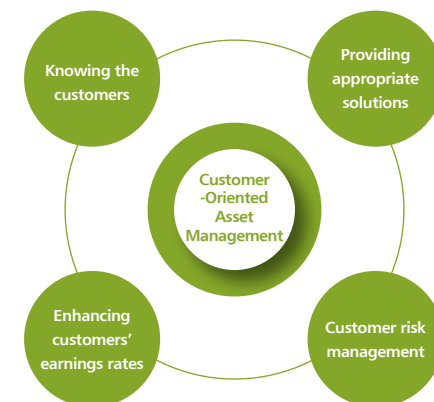 Knowing the
customers
Providing
appropriate
solutions
Customer
-Oriented
Asset
Management
Enhancing
customers’
earnings rates
Customer risk
management